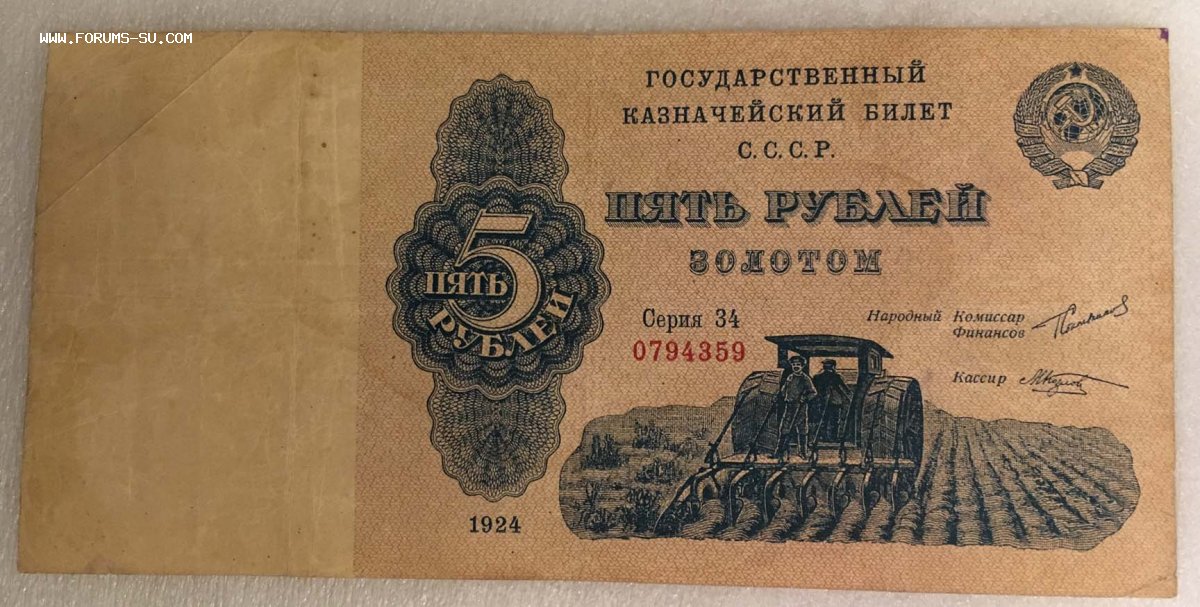 www.forums-su.com
ГОСУДАРСТВЕННЫЙ
КАЗНАЧЕЙСКИЙ БИЛЕТ
С.С.С.Р.
ПЯТЬ РУБЛЕЙ
ЗОЛОТОМ
5
ПЯТЬ
РУБЛЕЙ
Серия 34
0794359
Народный Комиссар
Финансов
Кассир
1924